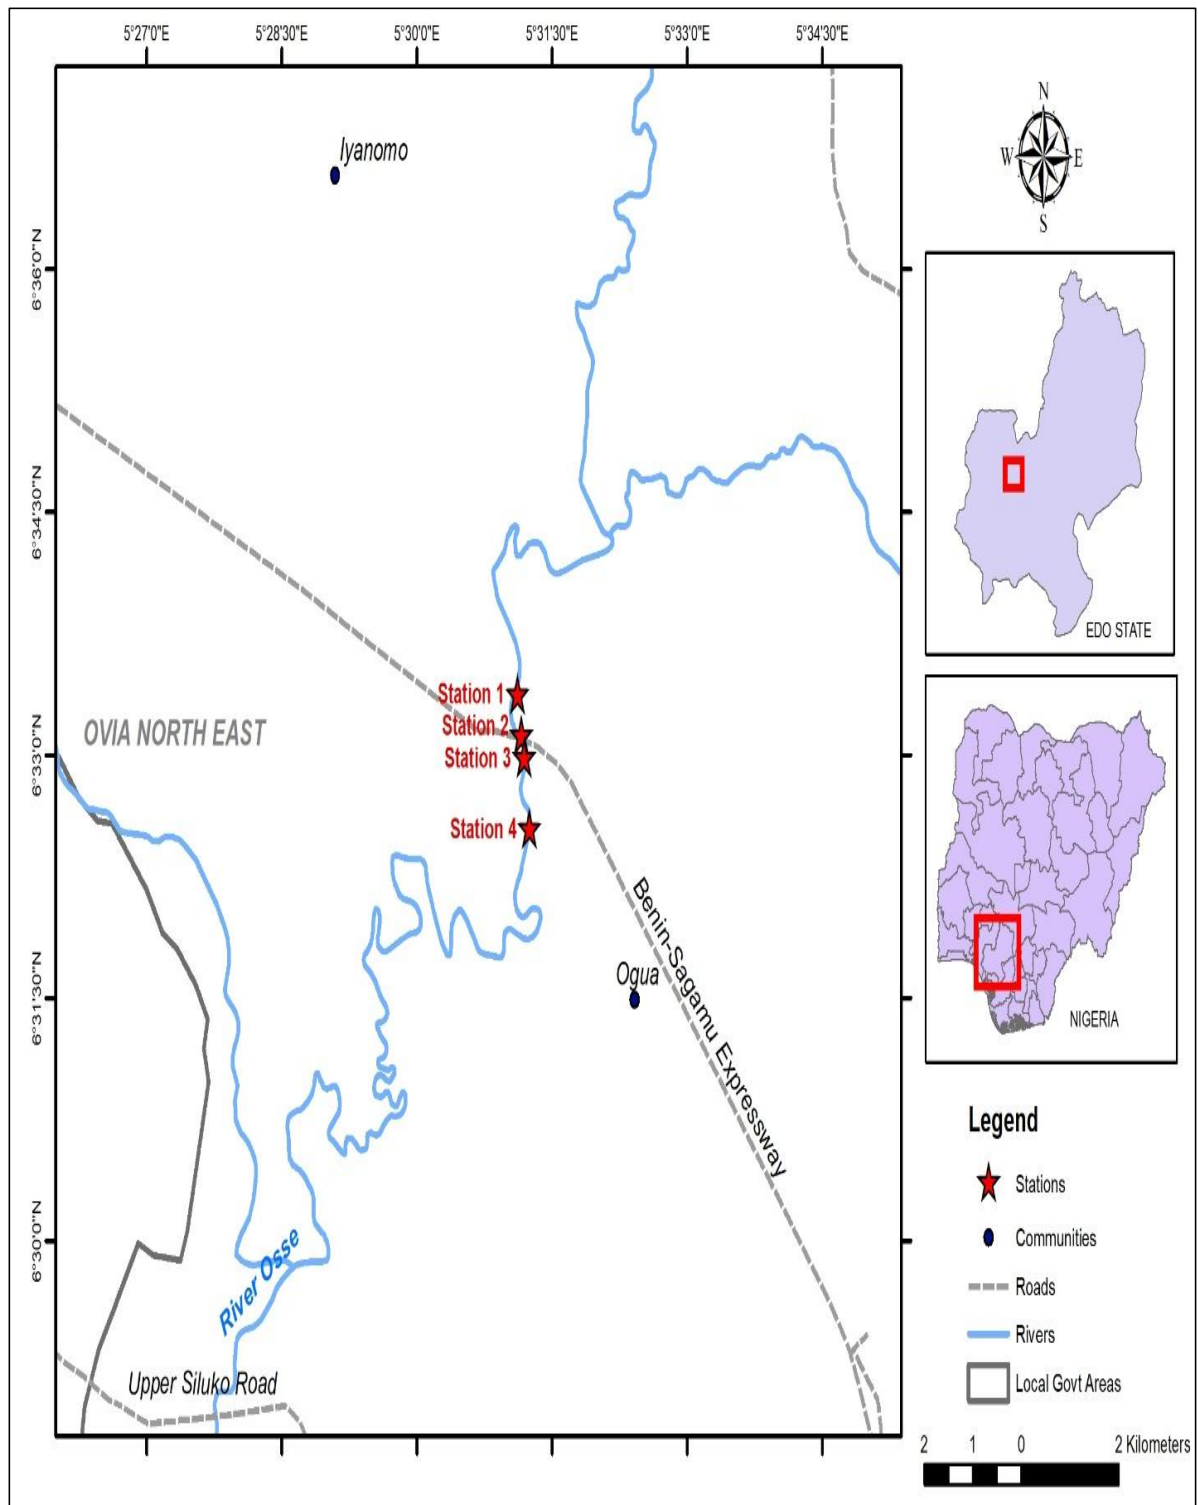 5°27'0"E
5°28'30"E
5°30'0"E
5°31'30"E
5°33'0"E
5°34'30"E
N
W
E
S
Iyanomo
6°36'0"N
6°34'30"N
EDO STATE
Station 1
Station 2
Station 3
OVIA NORTH EAST
6°33'0"N
Station 4
Benin-Sagamu Expressway
Ogua
6°31'30"N
NIGERIA
Legend
Stations
Communities
Roads
Rivers
Local Govt Areas
6°30'0"N
River Osse
Upper Siluko Road
2 1 0 2 Kilometers